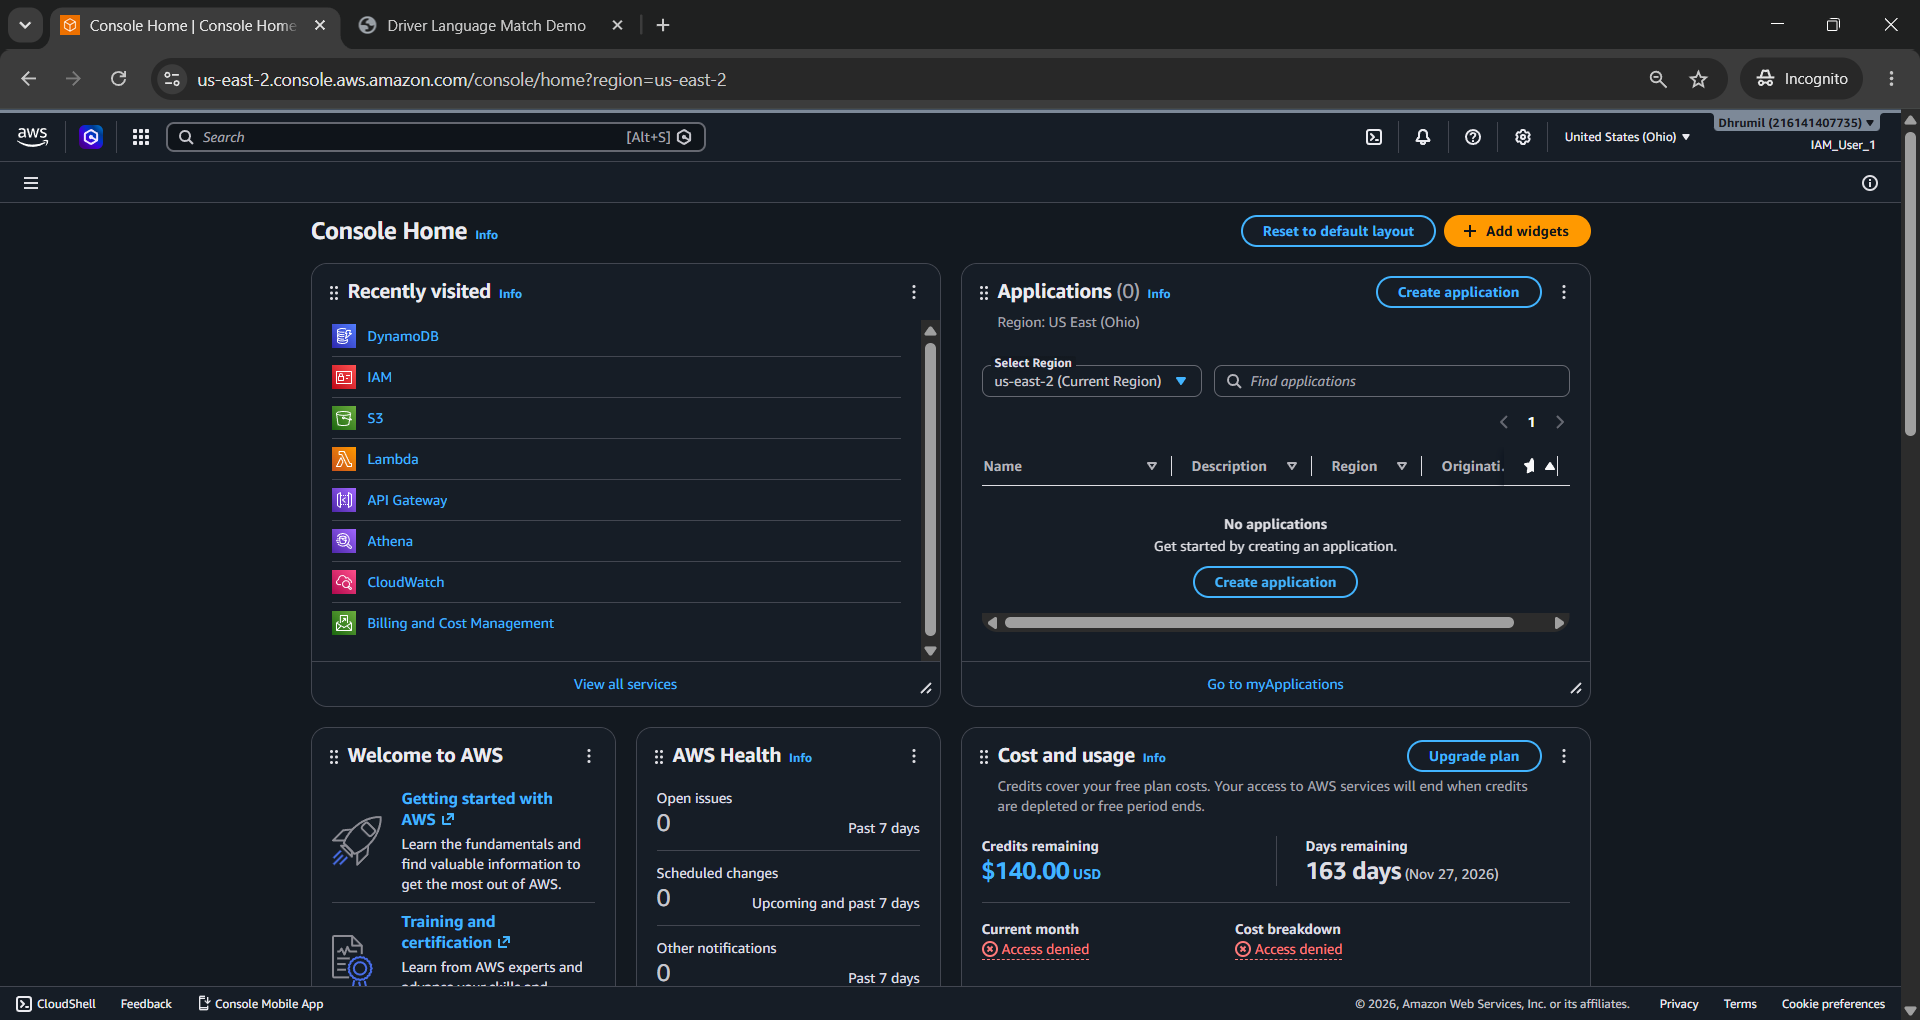 Console Home | Console Home
Driver Language Match Demo
us-east-2.console.aws.amazon.com/console/home?region=us-east-2
Incognito
aws
Search
[Alt+S]
United States (Ohio)
Dhrumil (216141407735)
IAM_User_1
Console Home Info
Reset to default layout
Add widgets
Recently visited Info
DynamoDB
IAM
S3
Lambda
API Gateway
Athena
CloudWatch
Billing and Cost Management
View all services
Applications (0) Info
Create application
Region: US East (Ohio)
Select Region
us-east-2 (Current Region)
Find applications
1
Name
Description
Region
Originati.
No applications
Get started by creating an application.
Create application
Go to myApplications
Welcome to AWS
Getting started with
AWS
Learn the fundamentals and
find valuable information to
get the most out of AWS.
Training and
certification
Learn from AWS experts and
AWS Health Info
Open issues
0
Past 7 days
Scheduled changes
0
Upcoming and past 7 days
Other notifications
0
Past 7 days
Cost and usage Info
Upgrade plan
Credits cover your free plan costs. Your access to AWS services will end when credits
are depleted or free period ends.
Credits remaining
$140.00 USD
Days remaining
163 days (Nov 27, 2026)
Current month
Access denied
Cost breakdown
Access denied
CloudShell
Feedback
Console Mobile App
© 2026, Amazon Web Services, Inc. or its affiliates.
Privacy
Terms
Cookie preferences